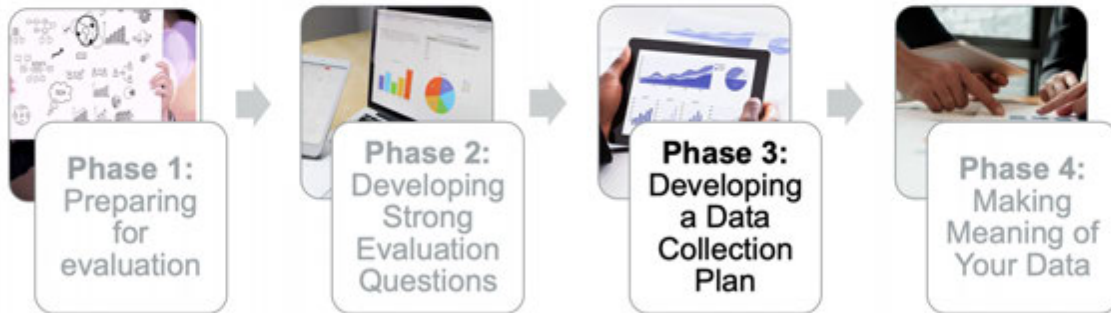 Phase 1:
Preparing
for
evaluation
Phase 2:
Developing
Strong
Evaluation
Questions
Phase 3:
Developing
a Data
Collection
Plan
Phase 4:
Making
Meaning of
Your Data